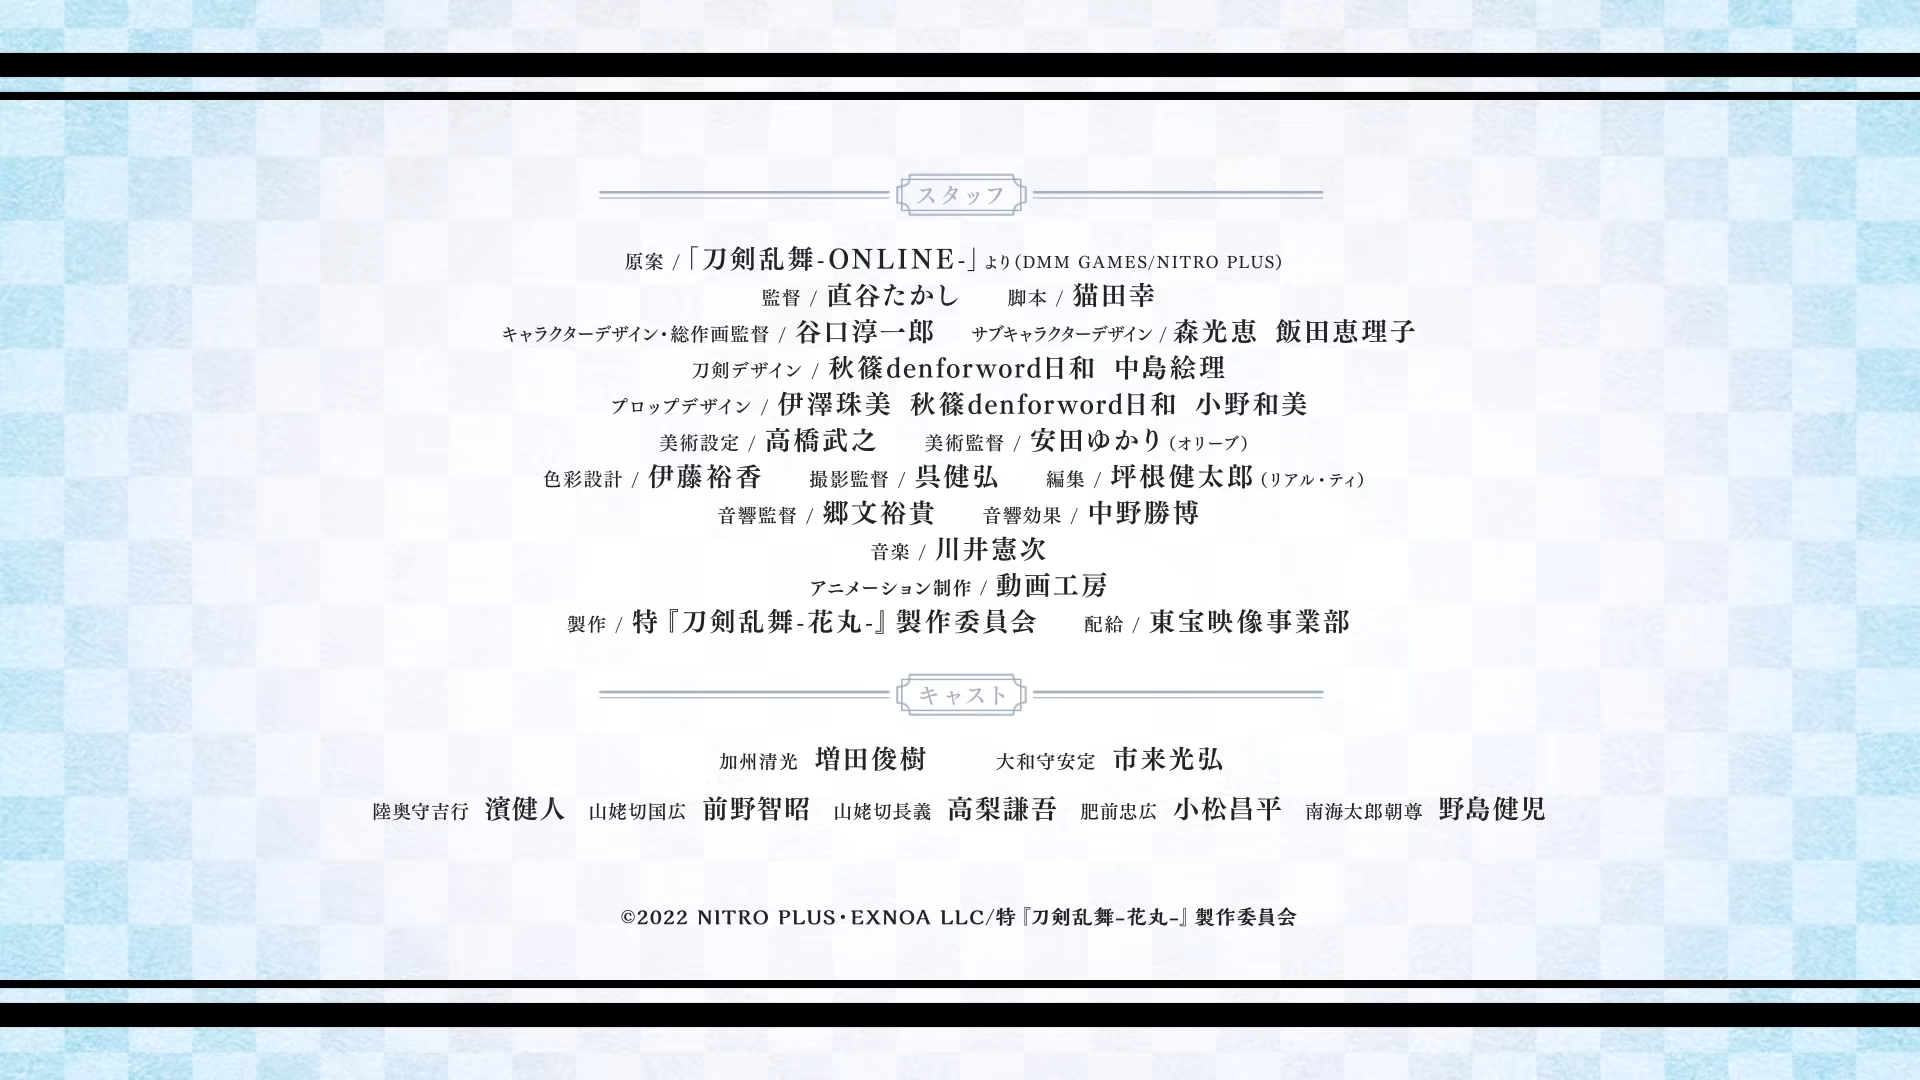 スタッフ
原案 /「刀剣乱舞-ONLINE-」より(DMM GAMES/NITRO PLUS)
監督 / 直谷たかし 脚本 / 猫田幸
キャラクターデザイン・総作画監督 / 谷口淳一郎 サブキャラクターデザイン / 森光恵 飯田恵理子
刀剣デザイン / 秋篠denforword日和 中島絵理
プロップデザイン / 伊澤珠美 秋篠denforword日和 小野和美
美術設定 / 高橋武之 美術監督 / 安田ゆかり(オリーブ)
色彩設計 / 伊藤裕香 撮影監督 / 呉健弘 編集 / 坪根健太郎(リアル・ティ)
音響監督 / 郷文裕貴 音響効果 / 中野勝博
音楽 / 川井憲次
アニメーション制作 / 動画工房
製作 / 特『刀剣乱舞-花丸-』製作委員会 配給 / 東宝映像事業部
キャスト
加州清光 増田俊樹 大和守安定 市来光弘
陸奥守吉行 濱健人 山姥切国広 前野智昭 山姥切長義 高梨謙吾 肥前忠広 小松昌平 南海太郎朝尊 野島健児
©2022 NITRO PLUS・EXNOA LLC/特『刀剣乱舞-花丸-』製作委員会